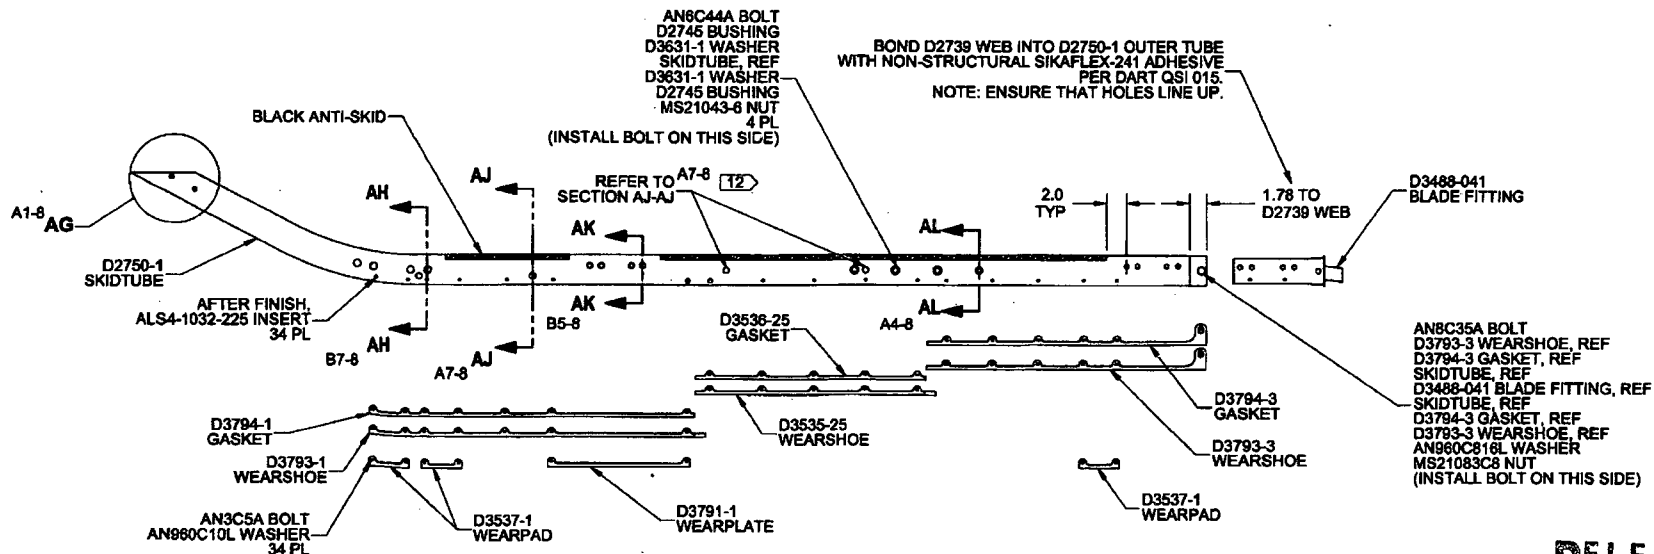 AN6C44A BOLT
D2745 BUSHING
D3631-1 WASHER
SKIDTUBE, REF
D3631-1 WASHER
D2745 BUSHING
MS21043-6 NUT
4 PL
(INSTALL BOLT ON THIS SIDE)
BOND D2739 WEB INTO D2750-1 OUTER TUBE
WITH NON-STRUCTURAL SIKAFLEX-241 ADHESIVE
PER DART QSI 015.
NOTE: ENSURE THAT HOLES LINE UP.
BLACK ANTI-SKID
REFER TO
SECTION AJ-AJ
A7-8
12
2.0
TYP
1.78 TO
D2739 WEB
D3488-041
BLADE FITTING
A1-8
AG
AH
AJ
AK
AL
D2750-1
SKIDTUBE
AFTER FINISH,
ALS4-1032-225 INSERT
34 PL
AH
B7-8
AJ
A7-8
AK
B5-8
AL
A4-8
D3536-25
GASKET
D3535-25
WEARSHOE
D3794-3
GASKET
D3793-3
WEARSHOE
AN8C35A BOLT
D3793-3 WEARSHOE, REF
D3794-3 GASKET, REF
SKIDTUBE, REF
D3488-041 BLADE FITTING, REF
SKIDTUBE, REF
D3794-3 GASKET, REF
D3793-3 WEARSHOE, REF
AN960C816L WASHER
MS21083C8 NUT
(INSTALL BOLT ON THIS SIDE)
D3794-1
GASKET
D3793-1
WEARSHOE
AN3C5A BOLT
AN960C10L WASHER
34 PL
D3537-1
WEARPAD
D3791-1
WEARPLATE
D3537-1
WEARPAD